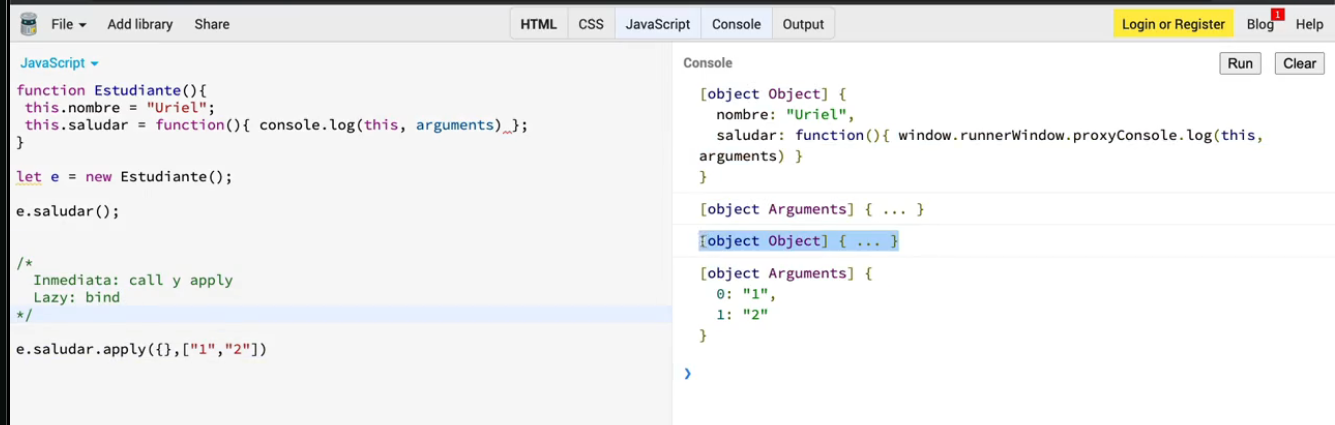 File Add library Share HTML CSS JavaScript Console Output Login or Register Blog 1 Help
JavaScript
function Estudiante(){
this.nombre = "Uriel";
this.saludar = function(){ console.log(this, arguments) };
}
let e = new Estudiante();
e.saludar();
/*
Inmediata: call y apply
Lazy: bind
*/
e.saludar.apply({},["1","2"])
Console Run Clear
[object Object] {
nombre: "Uriel",
saludar: function(){ window.runnerWindow.proxyConsole.log(this,
arguments) }
}
[object Arguments] { ... }
[object Object] { ... }
[object Arguments] {
0: "1",
1: "2"
}
❯